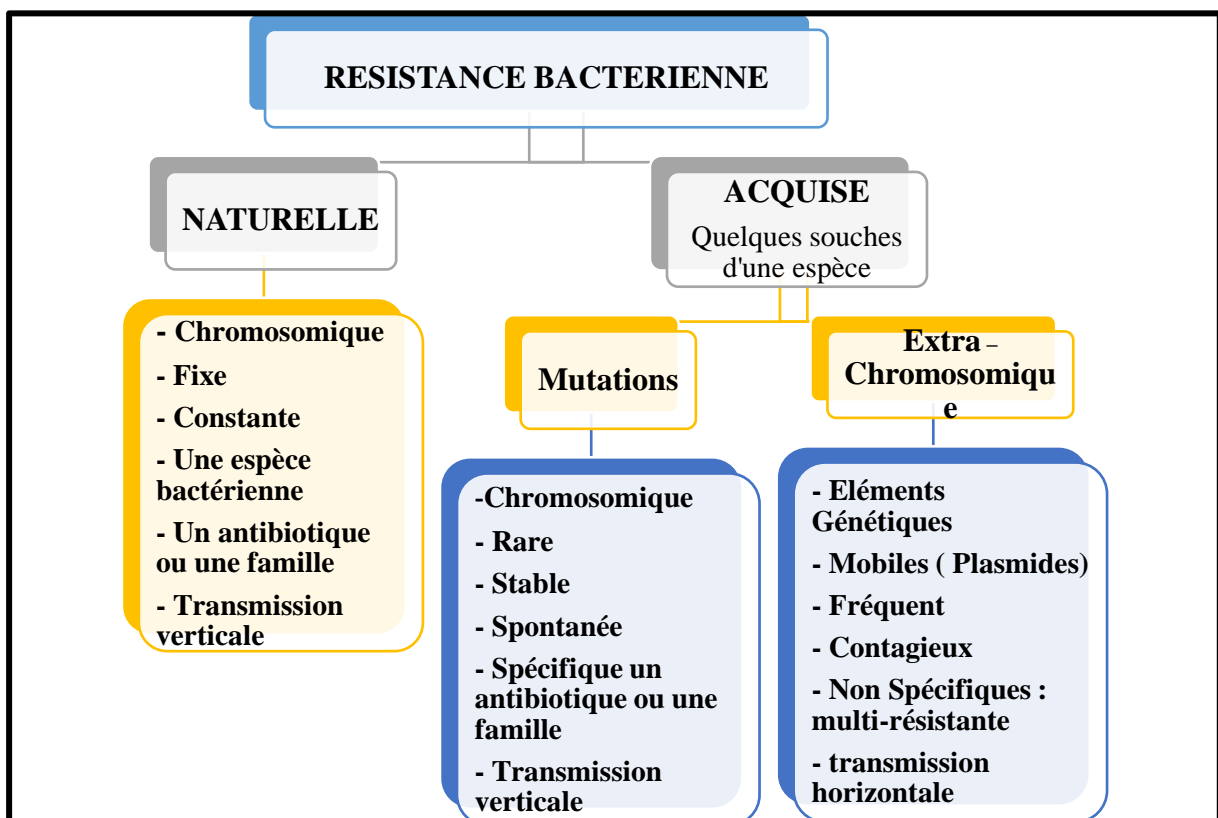 RESISTANCE BACTERIENNE
NATURELLE
ACQUISE
Quelques souches
d'une espèce
- Chromosomique
- Fixe
- Constante
- Une espèce
bactérienne
- Un antibiotique
ou une famille
- Transmission
verticale
Mutations
-Chromosomique
- Rare
- Stable
- Spontanée
- Spécifique un
antibiotique ou une
famille
- Transmission
verticale
Extra –
Chromosomiqu
e
- Eléments
Génétiques
- Mobiles ( Plasmides)
- Fréquent
- Contagieux
- Non Spécifiques :
multi-résistante
- transmission
horizontale